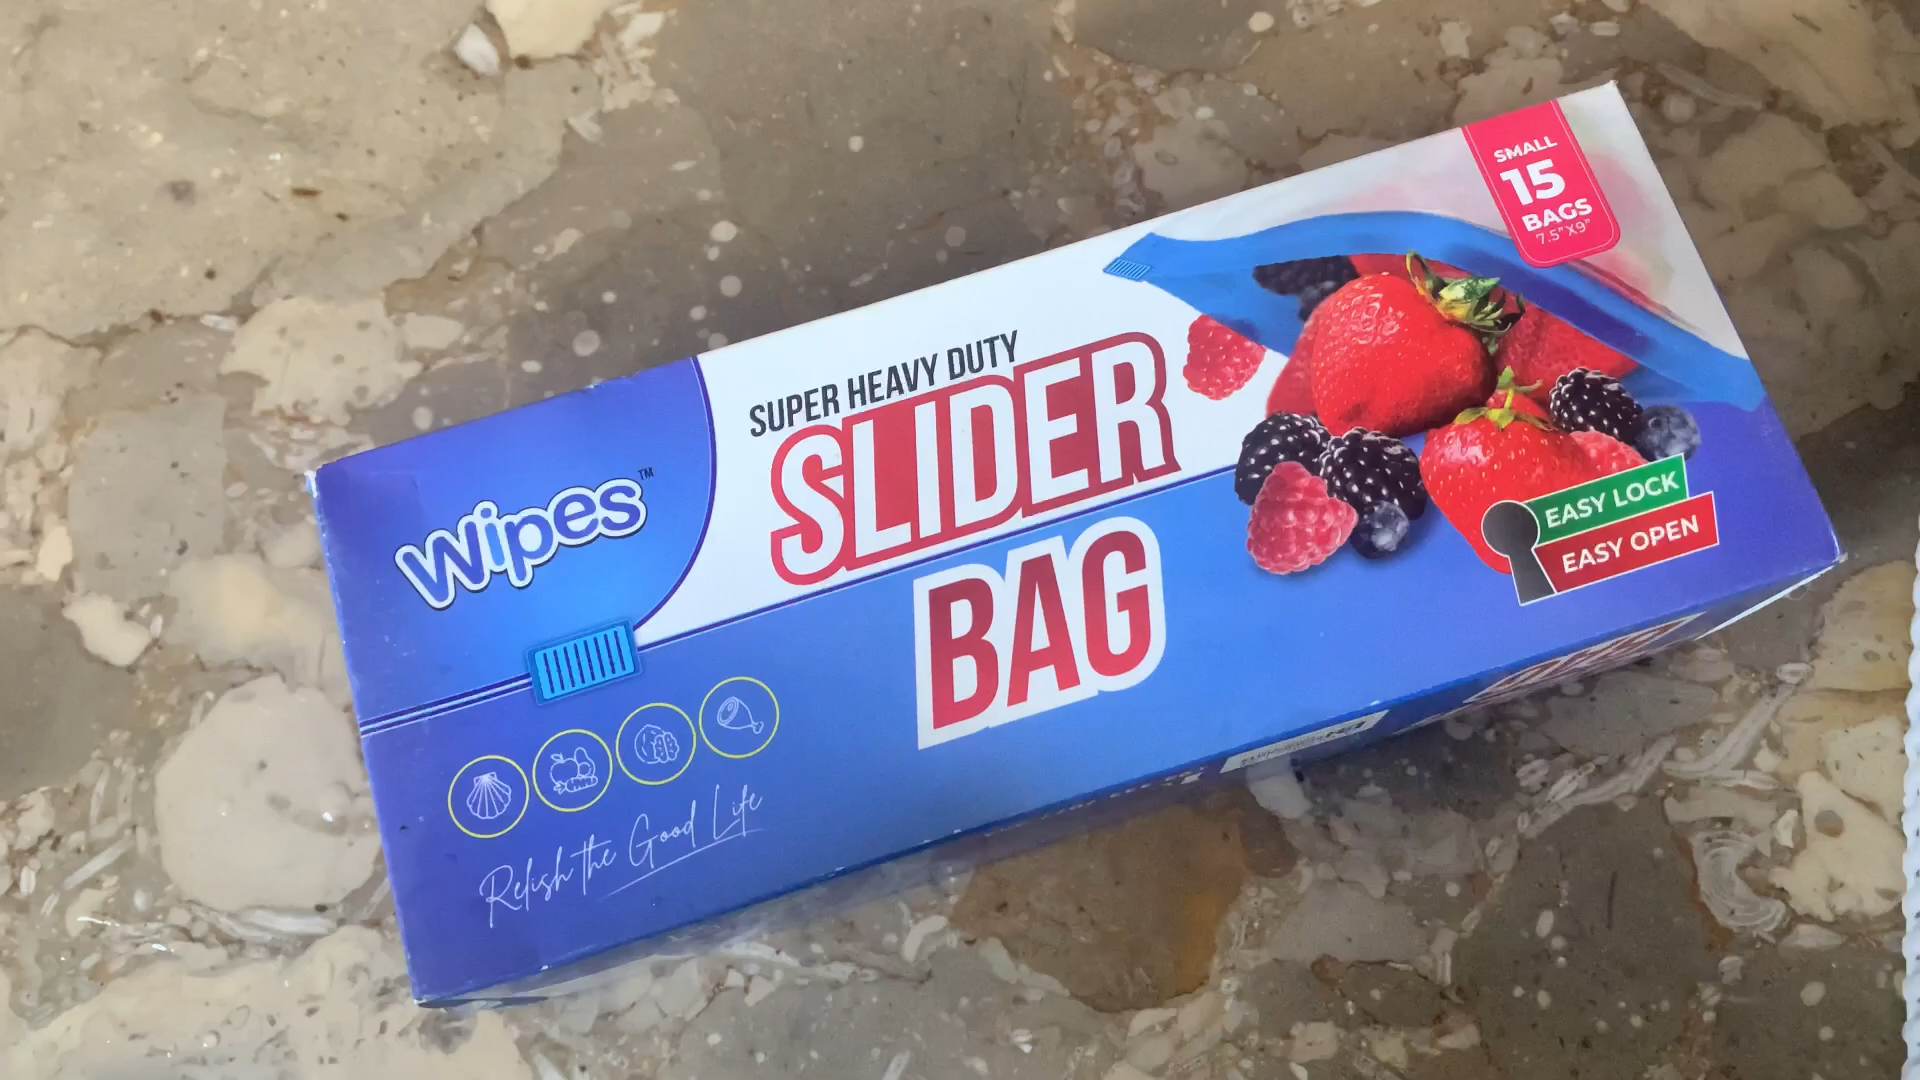 Wipes™
SUPER HEAVY DUTY
SLIDER
BAG
SMALL
15
BAGS
7.5"X9"
EASY LOCK
EASY OPEN
Relish the Good Life